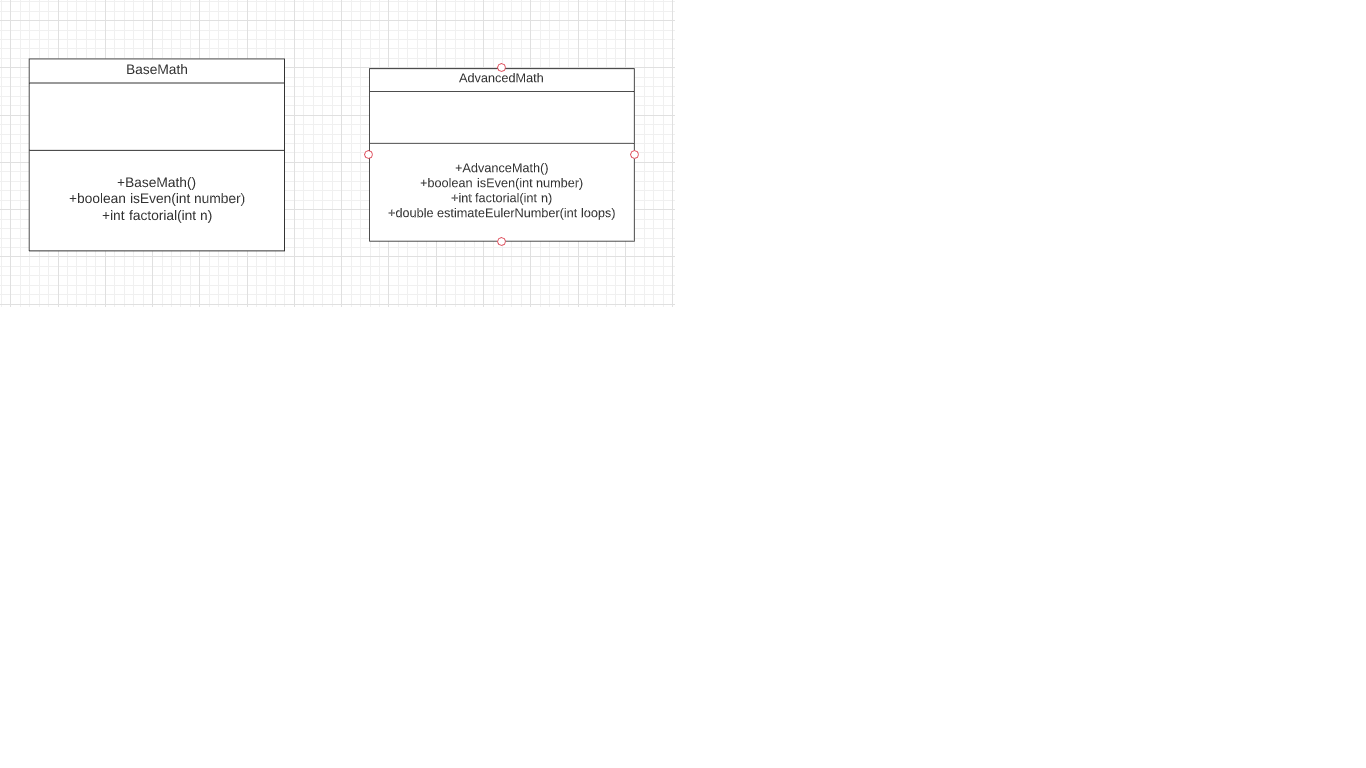 BaseMath
+BaseMath()
+boolean isEven(int number)
+int factorial(int n)
AdvancedMath
+AdvanceMath()
+boolean isEven(int number)
+int factorial(int n)
+double estimateEulerNumber(int loops)